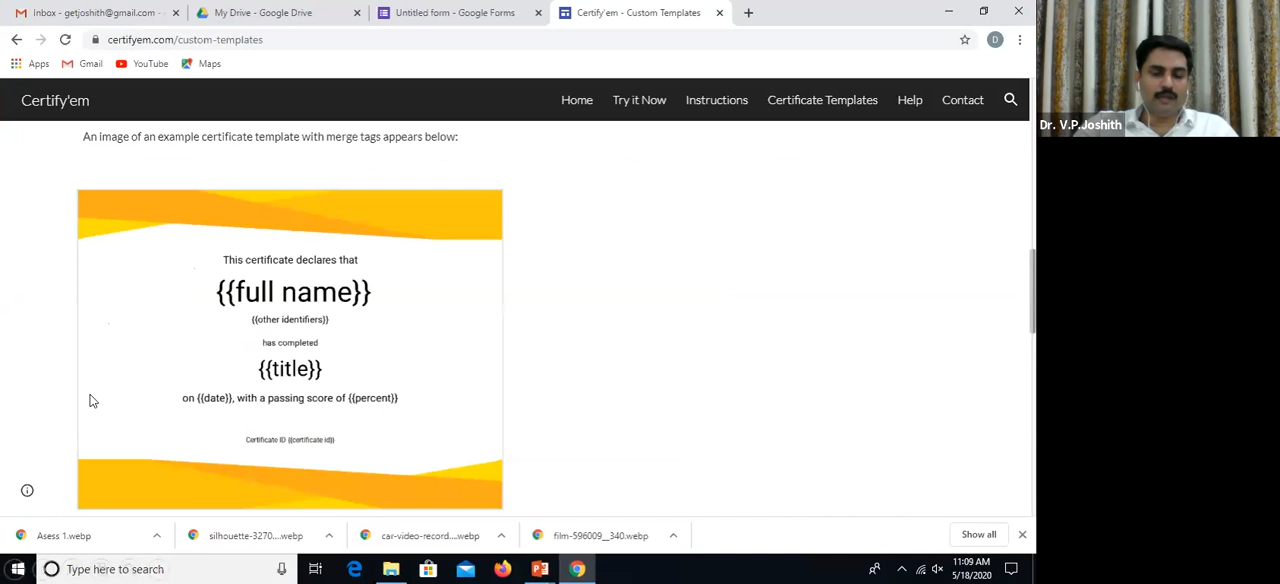 Inbox - getjoshith@gmail.com -
My Drive - Google Drive
Untitled form - Google Forms
Certify'em - Custom Templates
certifyem.com/custom-templates
D
Apps
Gmail
YouTube
Maps
Certify'em
Home
Try it Now
Instructions
Certificate Templates
Help
Contact
Dr. V.P.Joshith
An image of an example certificate template with merge tags appears below:
This certificate declares that
{{full name}}
{{other identifiers}}
has completed
{{title}}
on {{date}}, with a passing score of {{percent}}
Certificate ID {{certificate id}}
Asess 1.webp
silhouette-3270....webp
car-video-record....webp
film-596009__340.webp
Show all
Type here to search
11:09 AM
5/18/2020